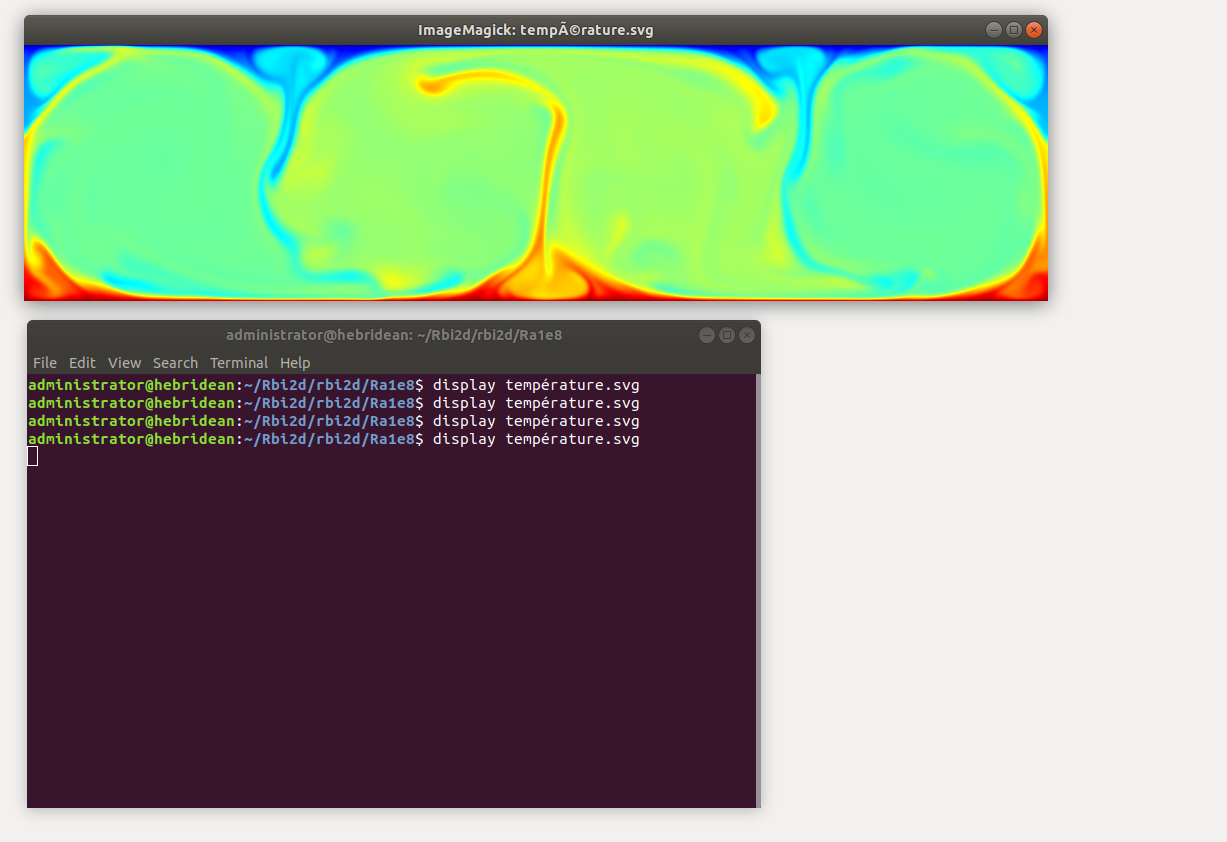 ImageMagick: tempÃ©rature.svg
administrator@hebridean: ~/Rbi2d/rbi2d/Ra1e8
File Edit View Search Terminal Help
administrator@hebridean:~/Rbi2d/rbi2d/Ra1e8$ display température.svg
administrator@hebridean:~/Rbi2d/rbi2d/Ra1e8$ display température.svg
administrator@hebridean:~/Rbi2d/rbi2d/Ra1e8$ display température.svg
administrator@hebridean:~/Rbi2d/rbi2d/Ra1e8$ display température.svg